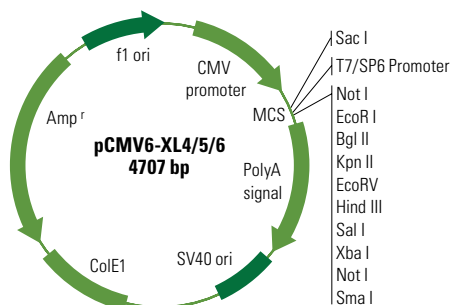 f1 ori
CMV
promoter
MCS
Amp r
pCMV6-XL4/5/6
4707 bp
PolyA
signal
SV40 ori
ColE1
Sac I
T7/SP6 Promoter
Not I
EcoR I
Bgl II
Kpn II
EcoRV
Hind III
Sal I
Xba I
Not I
Sma I